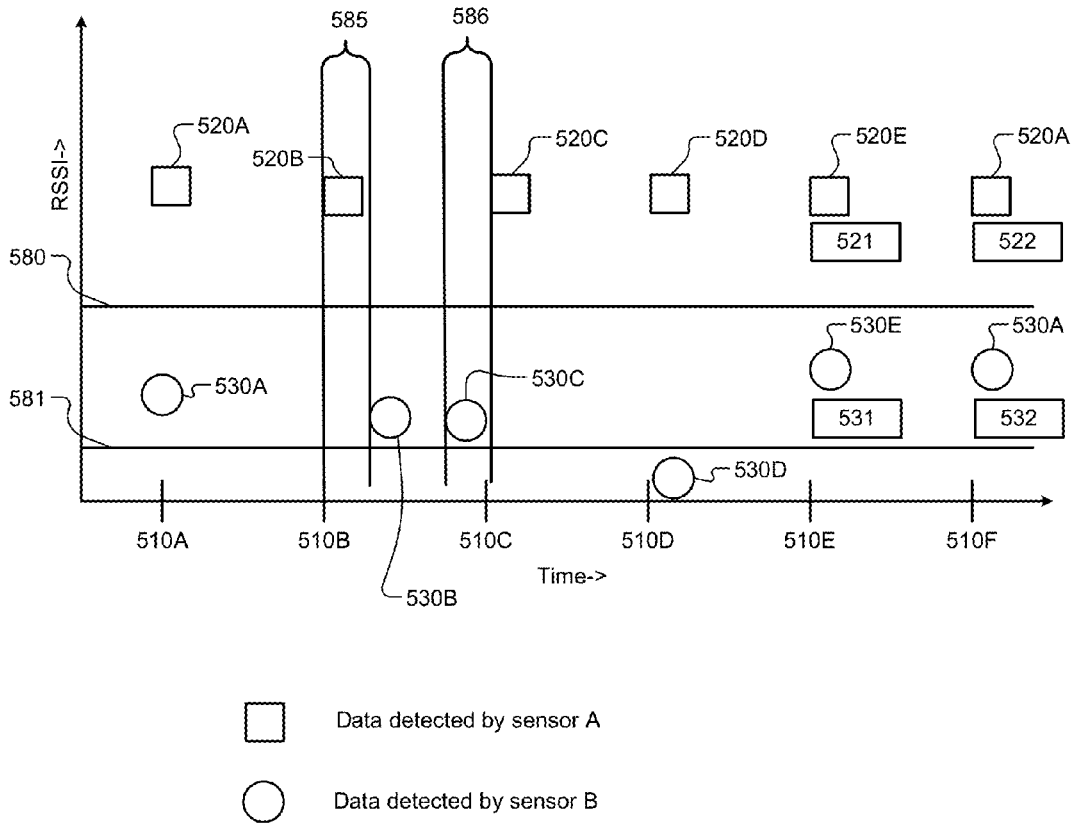 585
586
520A
520B
520C
520D
520E
520A
RSSI->
521
522
580
530E
530A
530A
530C
581
531
532
530D
510A
510B
510C
510D
510E
510F
Time->
530B
Data detected by sensor A
Data detected by sensor B